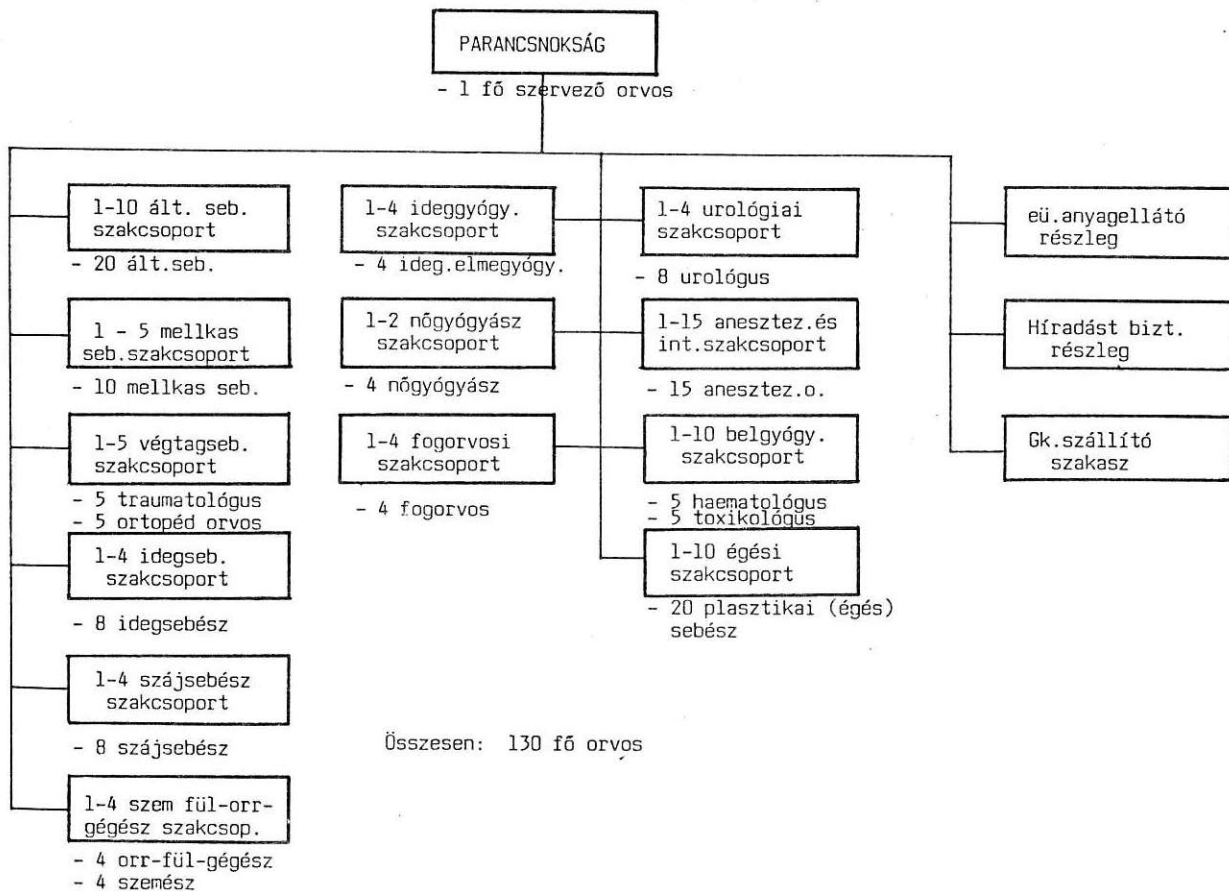 PARANCSNOKSÁG
- 1 fő szervező orvos
1-10 ált. seb.
szakcsoport
- 20 ált.seb.
1 - 5 mellkas
seb.szakcsoport
- 10 mellkas seb.
1-5 végtagseb.
szakcsoport
- 5 traumatológus
- 5 ortopéd orvos
1-4 idegseb.
szakcsoport
- 8 idegsebész
1-4 szájsebész
szakcsoport
- 8 szájsebész
1-4 szem fül-orr-
gégész szakcsop.
- 4 orr-fül-gégész
- 4 szemész
1-4 ideggyógy.
szakcsoport
- 4 ideg.elmegyógy.
1-2 nőgyógyász
szakcsoport
- 4 nőgyógyász
1-4 fogorvosi
szakcsoport
- 4 fogorvos
1-4 urológiai
szakcsoport
- 8 urológus
1-15 anesztez.és
int.szakcsoport
- 15 anesztez.o.
1-10 belgyógy.
szakcsoport
- 5 haematológus
- 5 toxikológus
1-10 égési
szakcsoport
- 20 plasztikai (égés)
sebész
eü.anyagellátó
részleg
Híradást bizt.
részleg
Gk.szállító
szakasz
Összesen: 130 fő orvos